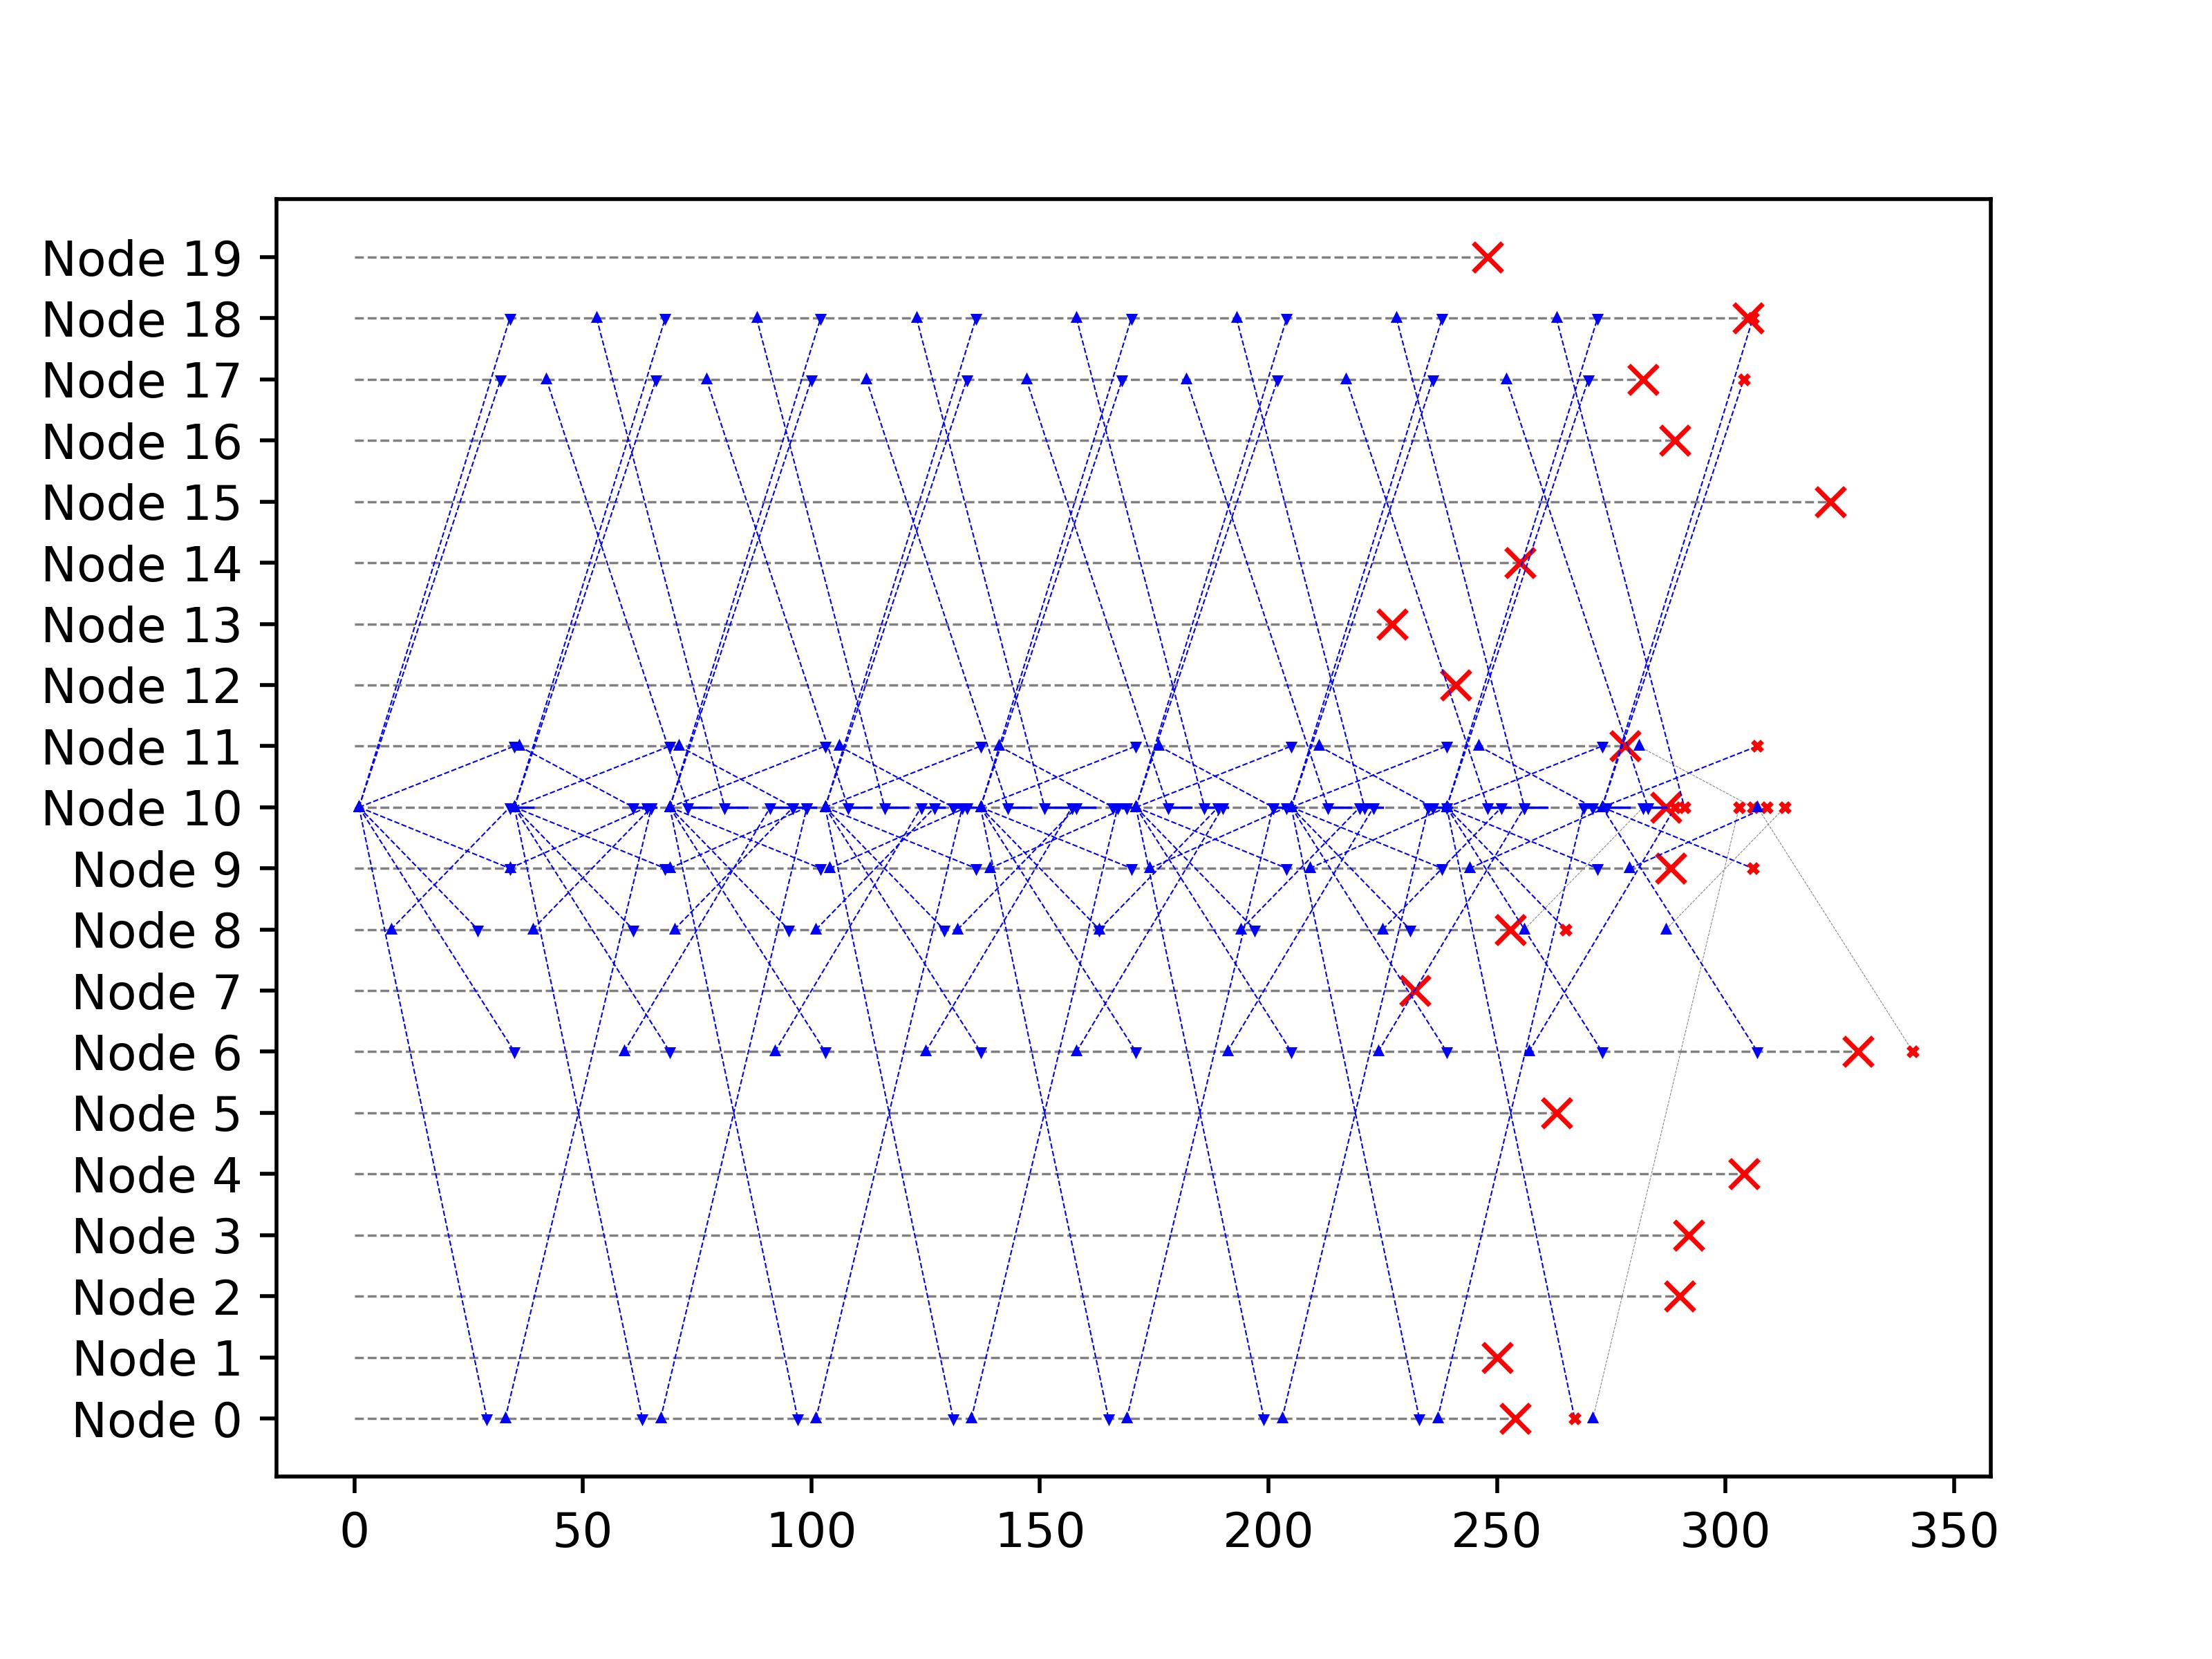 Node 19
Node 18
Node 17
Node 16
Node 15
Node 14
Node 13
Node 12
Node 11
Node 10
Node 9
Node 8
Node 7
Node 6
Node 5
Node 4
Node 3
Node 2
Node 1
Node 0
0 50 100 150 200 250 300 350